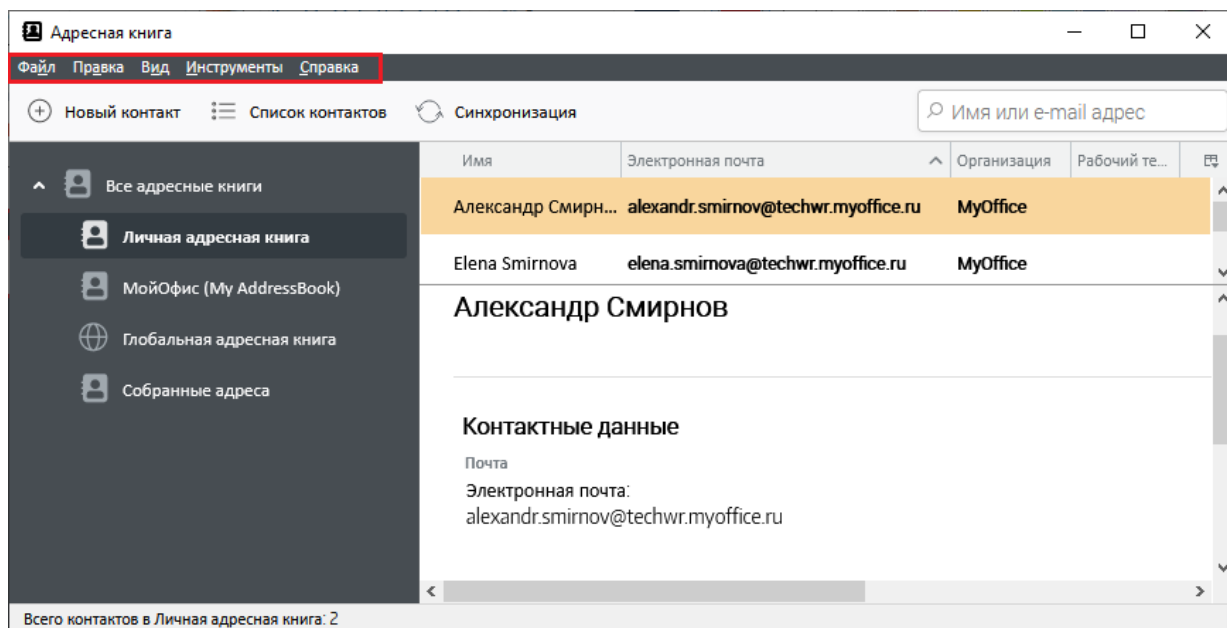 Адресная книга
Файл Правка Вид Инструменты Справка
Новый контакт Список контактов Синхронизация Имя или e-mail адрес
Имя Электронная почта Организация Рабочий те...
Все адресные книги
Александр Смирн... alexandr.smirnov@techwr.myoffice.ru MyOffice
Личная адресная книга
Elena Smirnova elena.smirnova@techwr.myoffice.ru MyOffice
МойОфис (My AddressBook)
Александр Смирнов
Глобальная адресная книга
Собранные адреса
Контактные данные
Почта
Электронная почта:
alexandr.smirnov@techwr.myoffice.ru
Всего контактов в Личная адресная книга: 2